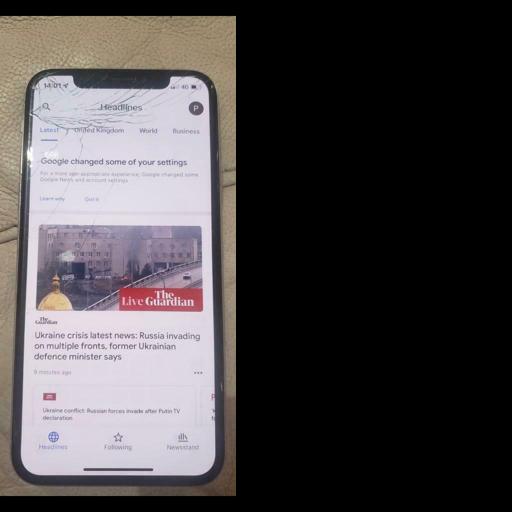 14:01
4G
Headlines
P
Latest
United Kingdom
World
Business
Google changed some of your settings
For a more age-appropriate experience, Google changed some
Google News and account settings
Learn why
Got it
The
Live Guardian
The
Guardian
Ukraine crisis latest news: Russia invading
on multiple fronts, former Ukrainian
defence minister says
9 minutes ago
Ukraine conflict: Russian forces invade after Putin TV
declaration
Headlines
Following
Newsstand